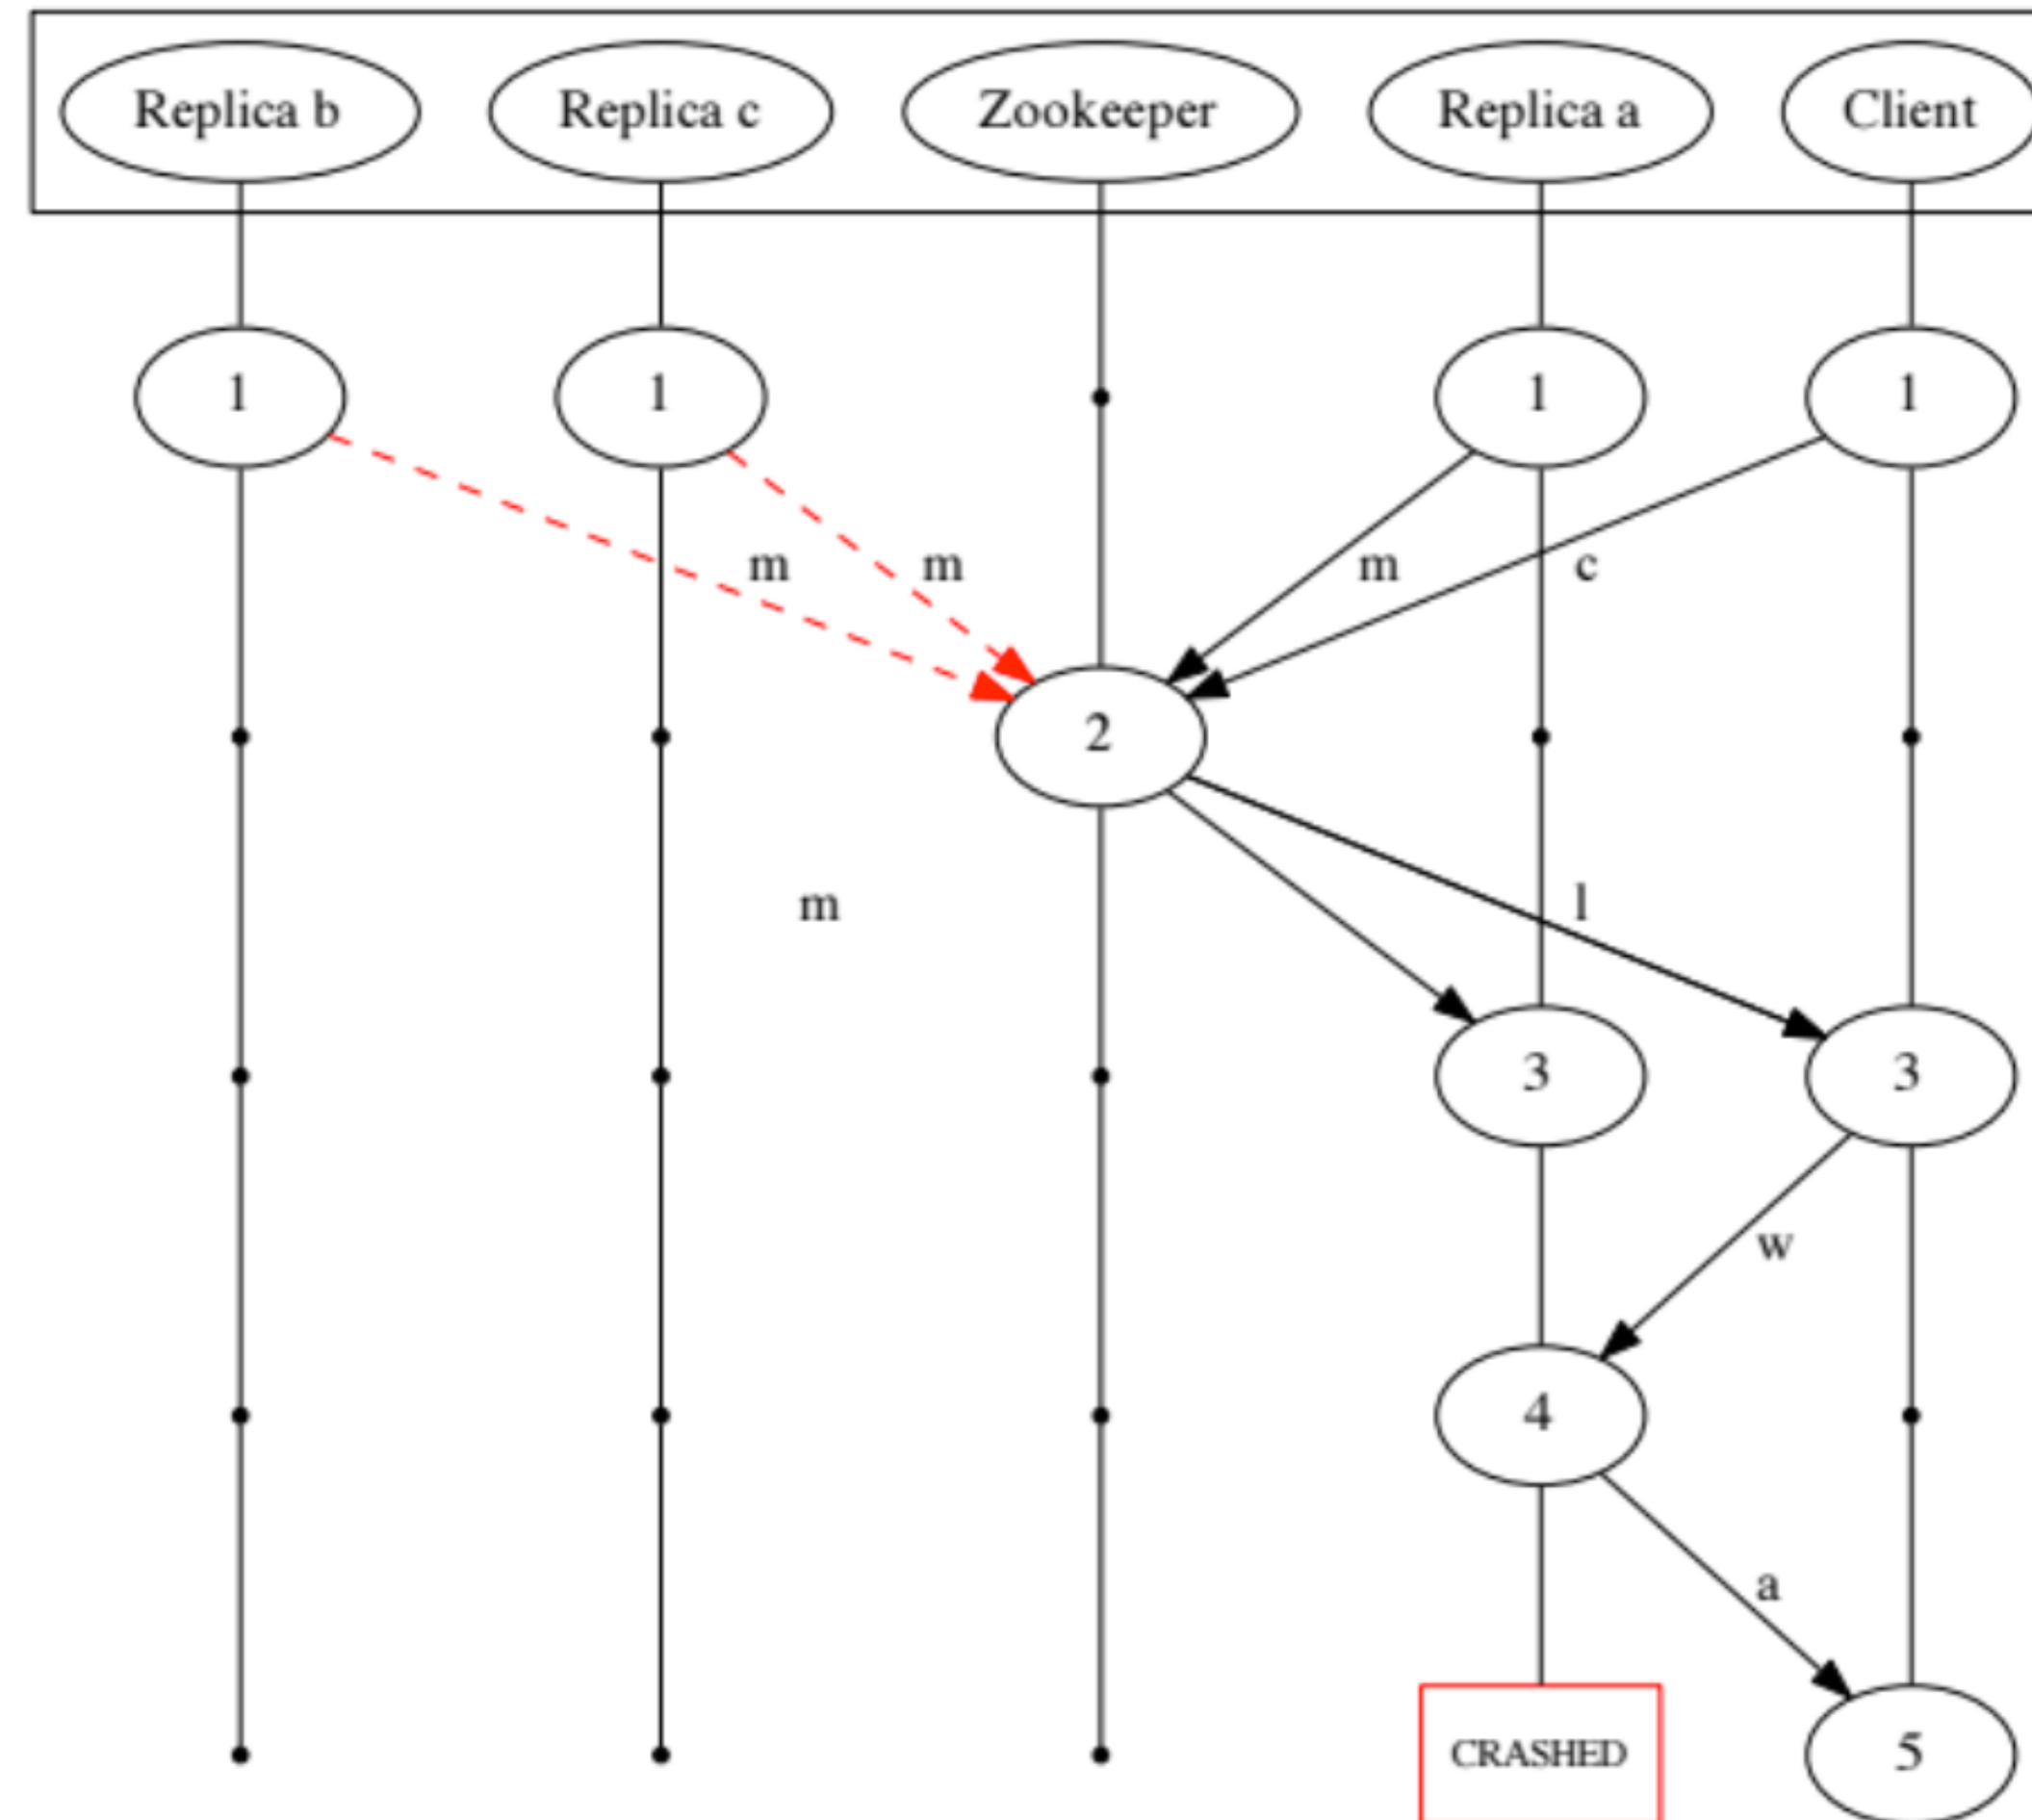 Replica b Replica c Zookeeper Replica a Client
1 1 1 1
m m m c
2
m l
3 3
w
4
a
CRASHED 5